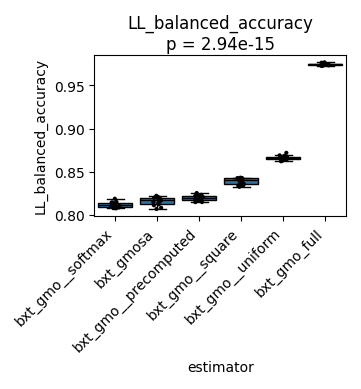 LL_balanced_accuracy
p = 2.94e-15
LL_balanced_accuracy
0.95
0.90
0.85
0.80
bxt_gmo__softmax
bxt_gmosa
bxt_gmo__precomputed
bxt_gmo__square
bxt_gmo__uniform
bxt_gmo_full
estimator